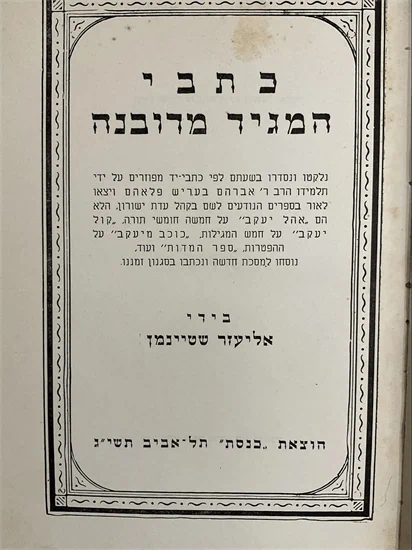 כתבי
המגיד מדובנה
נלקטו ונסדרו בשעתם לפי כתבי־יד מפוזרים על ידי
תלמידו הרב ר׳ אברהם בעריש פלאהם ויצאו
לאור בספרים הנודעים לשם בקהל עדת ישורון, הלא
הם „אהל יעקב״ על חמשה חומשי תורה, „קול
יעקב״ על חמש המגילות, „כוכב מיעקב״ על
ההפטרות, „ספר המדות״ ועוד.
נוסחו למסכת חדשה ונכתבו בסגנון זמננו.
בידי
אליעזר שטיינמן
הוצאת „כנסת״ תל־אביב תשי״ג